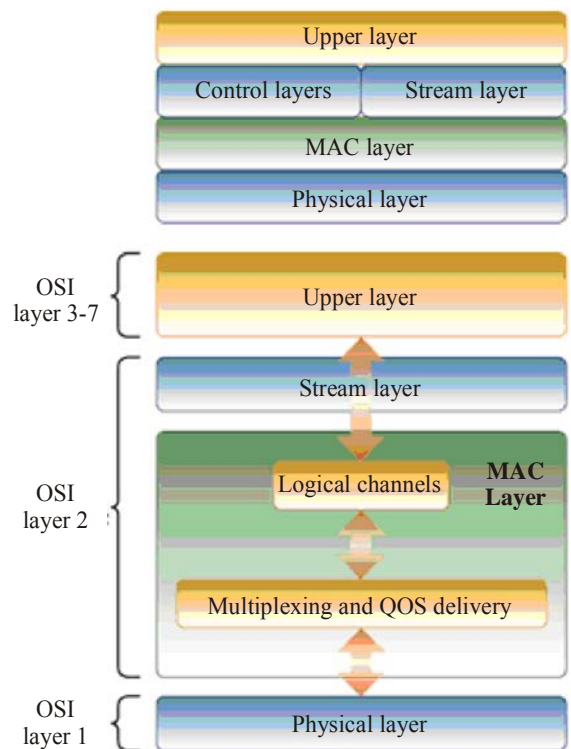 Upper layer
Control layers
Stream layer
MAC layer
Physical layer
OSI
layer 3-7
Upper layer
Stream layer
OSI
layer 2
Logical channels
MAC
Layer
Multiplexing and QOS delivery
OSI
layer 1
Physical layer